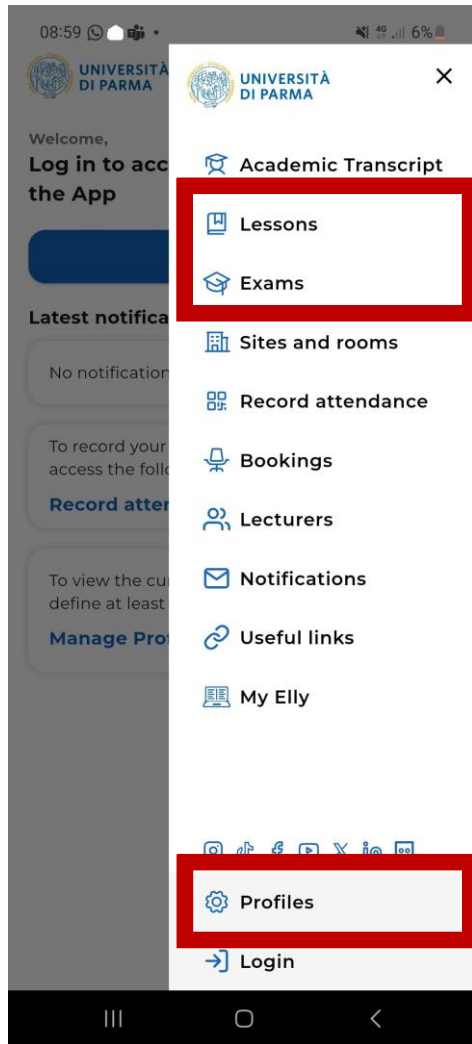 08:59
4G 6%
UNIVERSITÀ
DI PARMA
Welcome,
Log in to acc
the App
Latest notifica
No notification
To record your
access the follo
Record atter
To view the cu
define at least
Manage Pro
UNIVERSITÀ
DI PARMA
Academic Transcript
Lessons
Exams
Sites and rooms
Record attendance
Bookings
Lecturers
Notifications
Useful links
My Elly
Profiles
Login